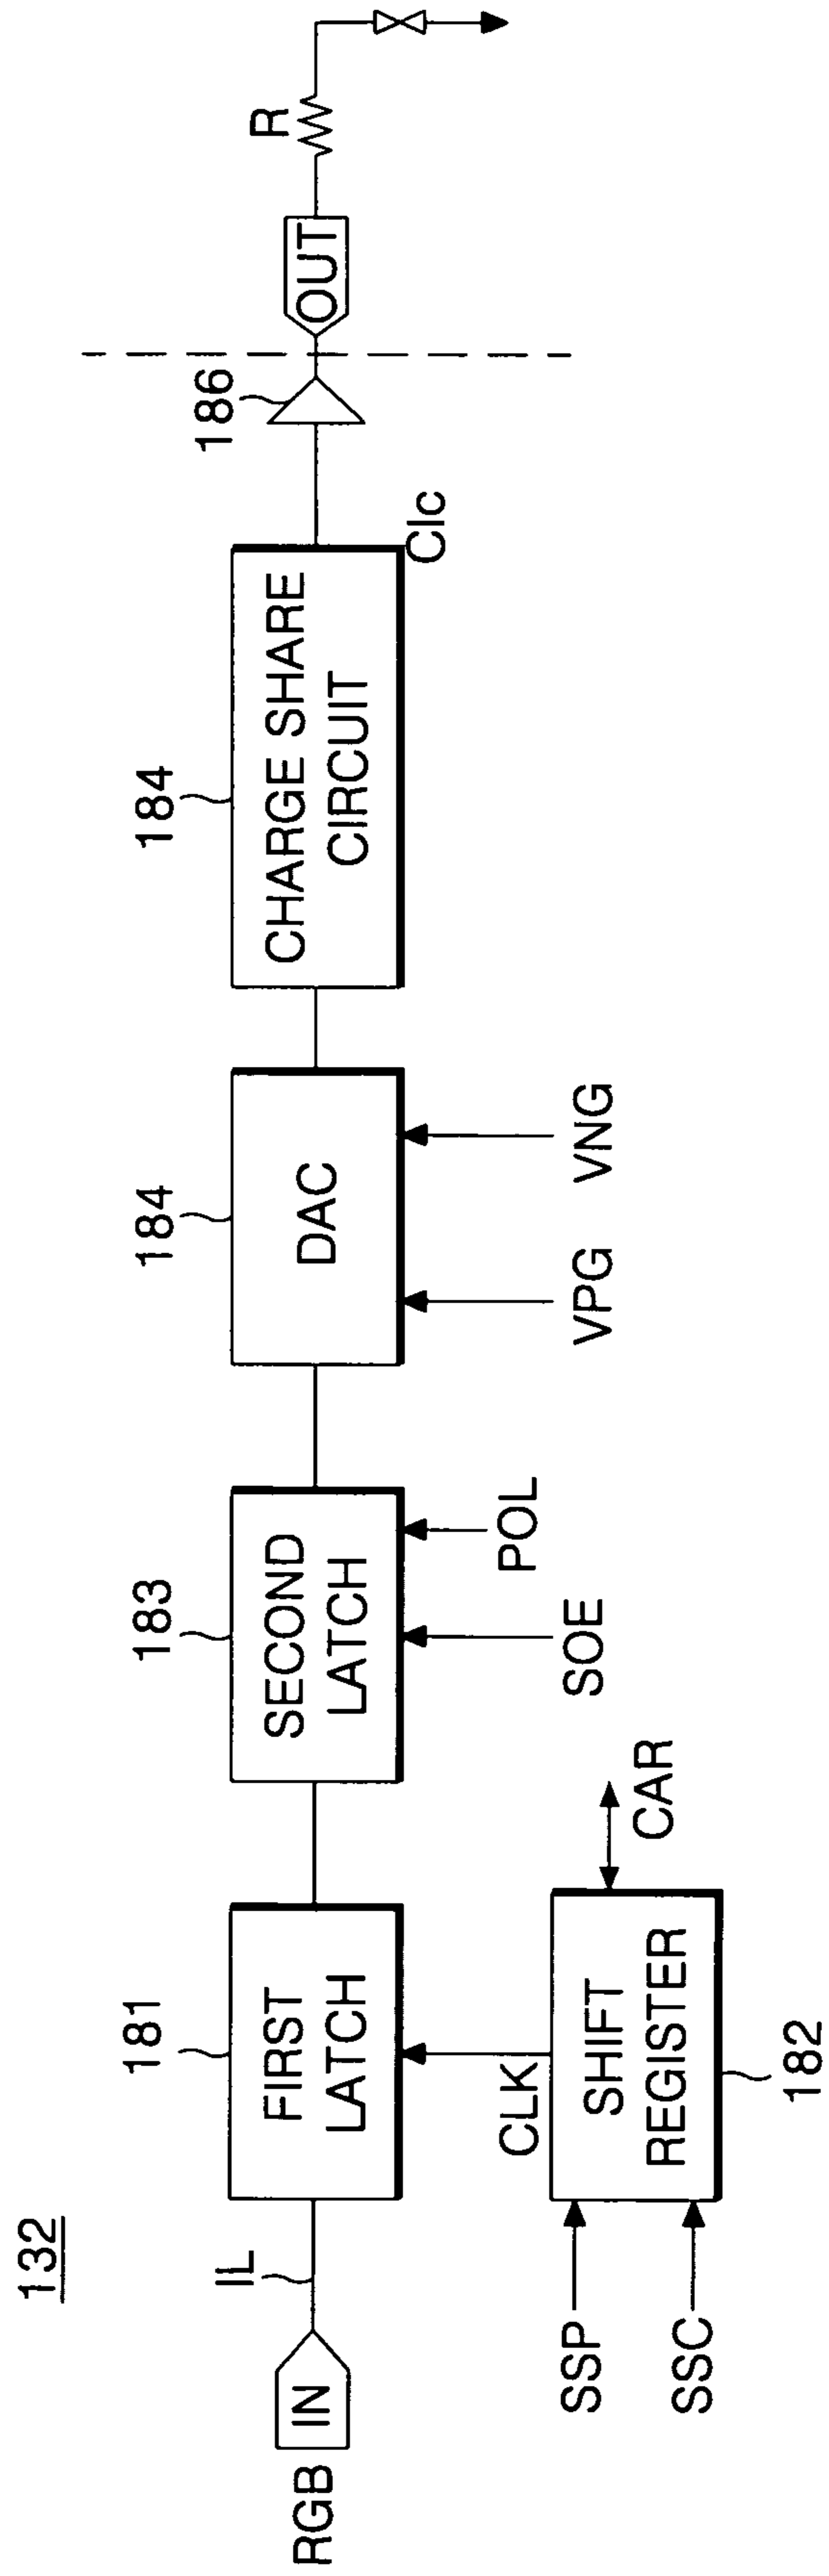 132
RGB
IN
IL
181
FIRST
LATCH
CLK
SSP
SSC
SHIFT
REGISTER
182
CAR
183
SECOND
LATCH
SOE
POL
184
DAC
VPG
VNG
184
CHARGE SHARE
CIRCUIT
Clc
186
OUT
R